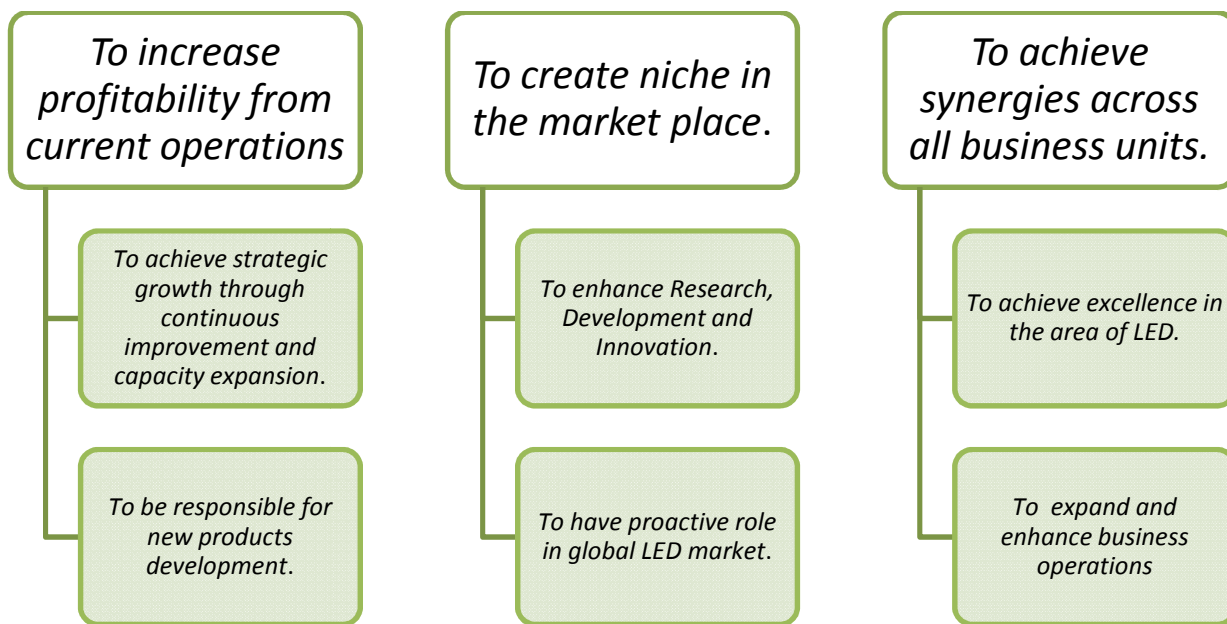 To increase
profitability from
current operations
To achieve strategic
growth through
continuous
improvement and
capacity expansion.
To be responsible for
new products
development.
To create niche in
the market place.
To enhance Research,
Development and
Innovation.
To have proactive role
in global LED market.
To achieve
synergies across
all business units.
To achieve excellence in
the area of LED.
To expand and
enhance business
operations